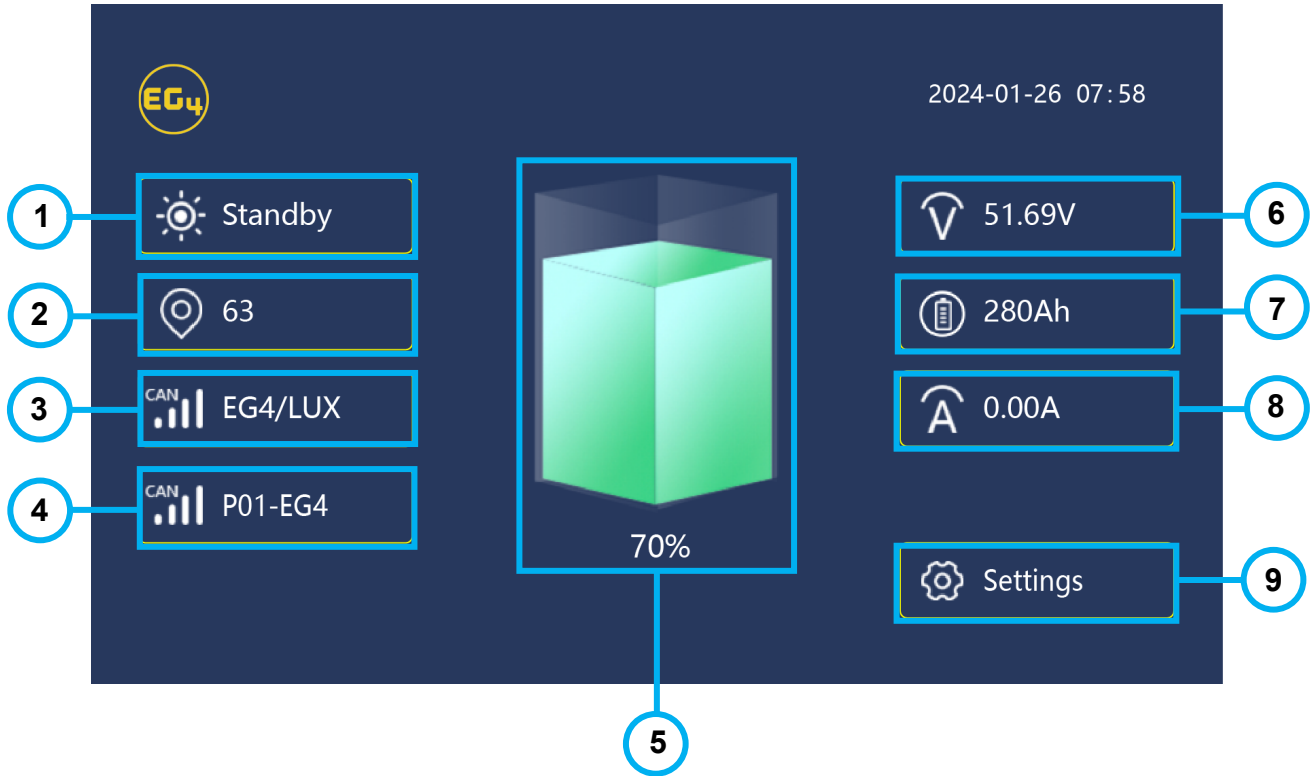 EG4
2024-01-26 07:58
1
Standby
2
63
3
CAN
EG4/LUX
4
CAN
P01-EG4
70%
5
V
51.69V
6
280Ah
7
A
0.00A
8
Settings
9